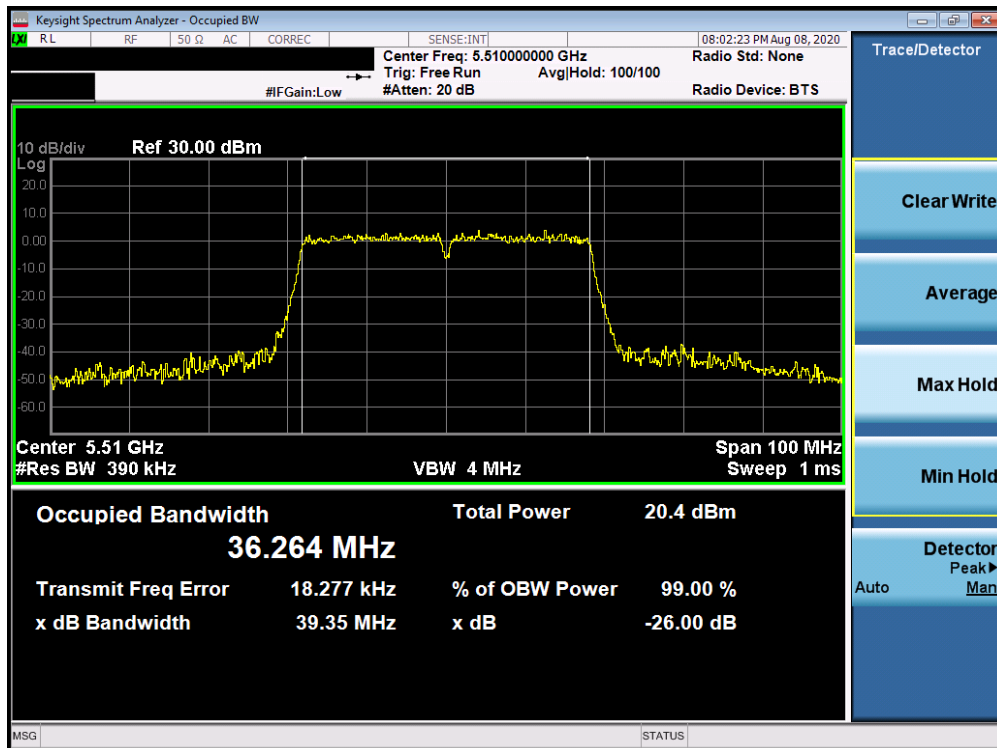 Keysight Spectrum Analyzer - Occupied BW
LXI RL RF 50 Ω AC CORREC SENSE:INT 08:02:23 PM Aug 08, 2020
Center Freq: 5.510000000 GHz Radio Std: None
Trig: Free Run Avg|Hold: 100/100
#IFGain:Low #Atten: 20 dB Radio Device: BTS
10 dB/div Ref 30.00 dBm
Log
20.0
10.0
0.00
-10.0
-20.0
-30.0
-40.0
-50.0
-60.0
Center 5.51 GHz Span 100 MHz
#Res BW 390 kHz VBW 4 MHz Sweep 1 ms
Occupied Bandwidth Total Power 20.4 dBm
36.264 MHz
Transmit Freq Error 18.277 kHz % of OBW Power 99.00 %
x dB Bandwidth 39.35 MHz x dB -26.00 dB
MSG STATUS
Trace/Detector
Clear Write
Average
Max Hold
Min Hold
Detector
Peak▶
Auto Man